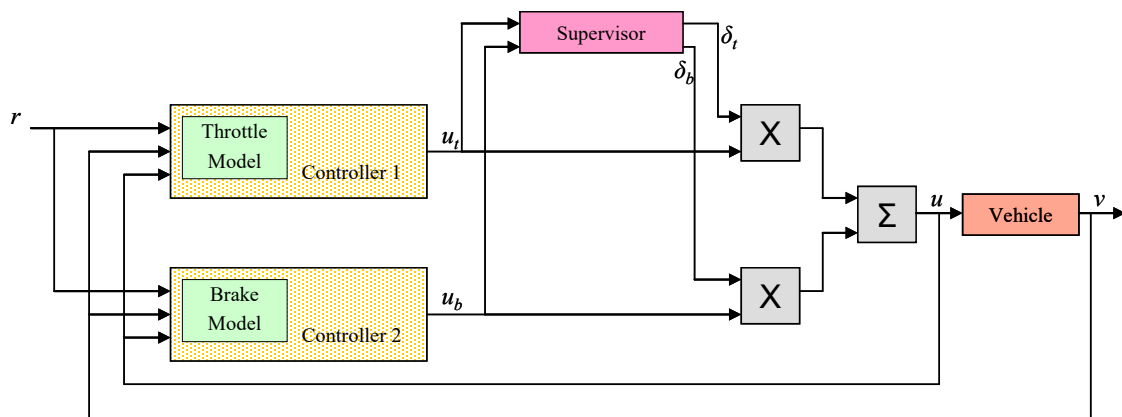 Supervisor
δt
δb
r
Throttle
Model
Controller 1
ut
X
Σ
u
Vehicle
v
Brake
Model
Controller 2
ub
X